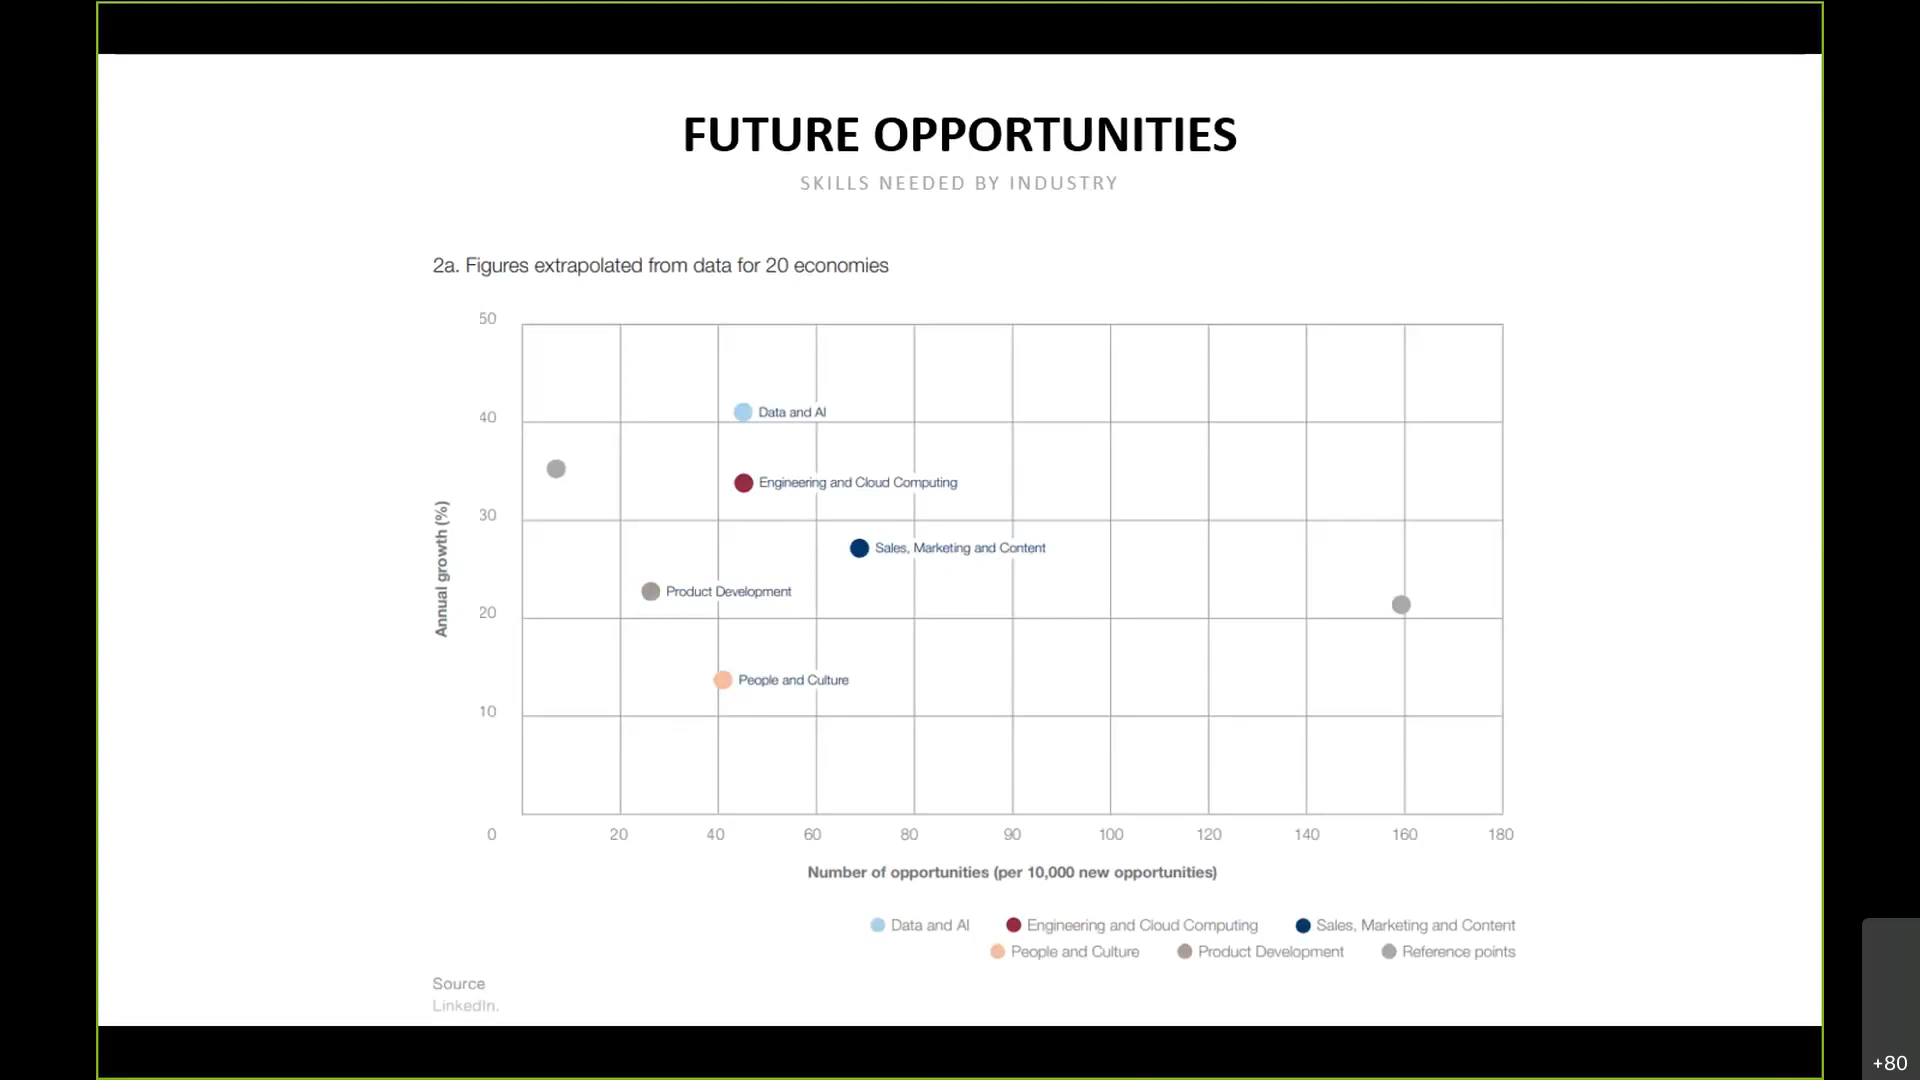 FUTURE OPPORTUNITIES
SKILLS NEEDED BY INDUSTRY
2a. Figures extrapolated from data for 20 economies
50
40
30
20
10
0
Annual growth (%)
Data and AI
Engineering and Cloud Computing
Sales, Marketing and Content
Product Development
People and Culture
20 40 60 80 90 100 120 140 160 180
Number of opportunities (per 10,000 new opportunities)
Data and AI Engineering and Cloud Computing Sales, Marketing and Content
People and Culture Product Development Reference points
Source
LinkedIn.
+80